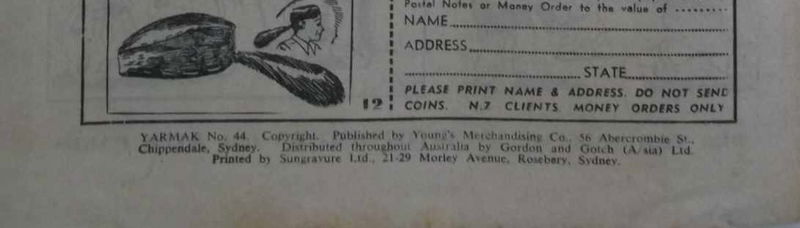 Postal Notes or Money Order to the value of .........
NAME
ADDRESS
STATE
PLEASE PRINT NAME & ADDRESS. DO NOT SEND
COINS. N.Z CLIENTS MONEY ORDERS ONLY
12
YARMAK No. 44. Copyright. Published by Young's Merchandising Co., 56 Abercrombie St.,
Chippendale, Sydney. Distributed throughout Australia by Gordon and Gotch (A/sia) Ltd.
Printed by Sungravure Ltd., 21-29 Morley Avenue, Rosebery, Sydney.